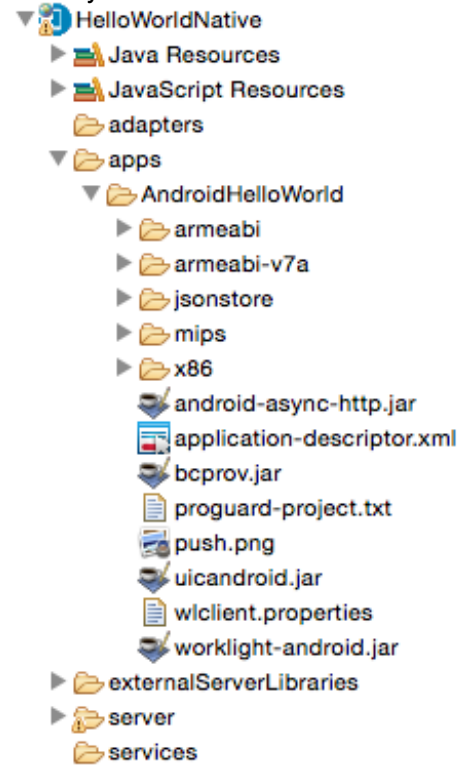 HelloWorldNative
Java Resources
JavaScript Resources
adapters
apps
AndroidHelloWorld
armeabi
armeabi-v7a
jsonstore
mips
x86
android-async-http.jar
application-descriptor.xml
bcprov.jar
proguard-project.txt
push.png
uicandroid.jar
wlclient.properties
worklight-android.jar
externalServerLibraries
server
services